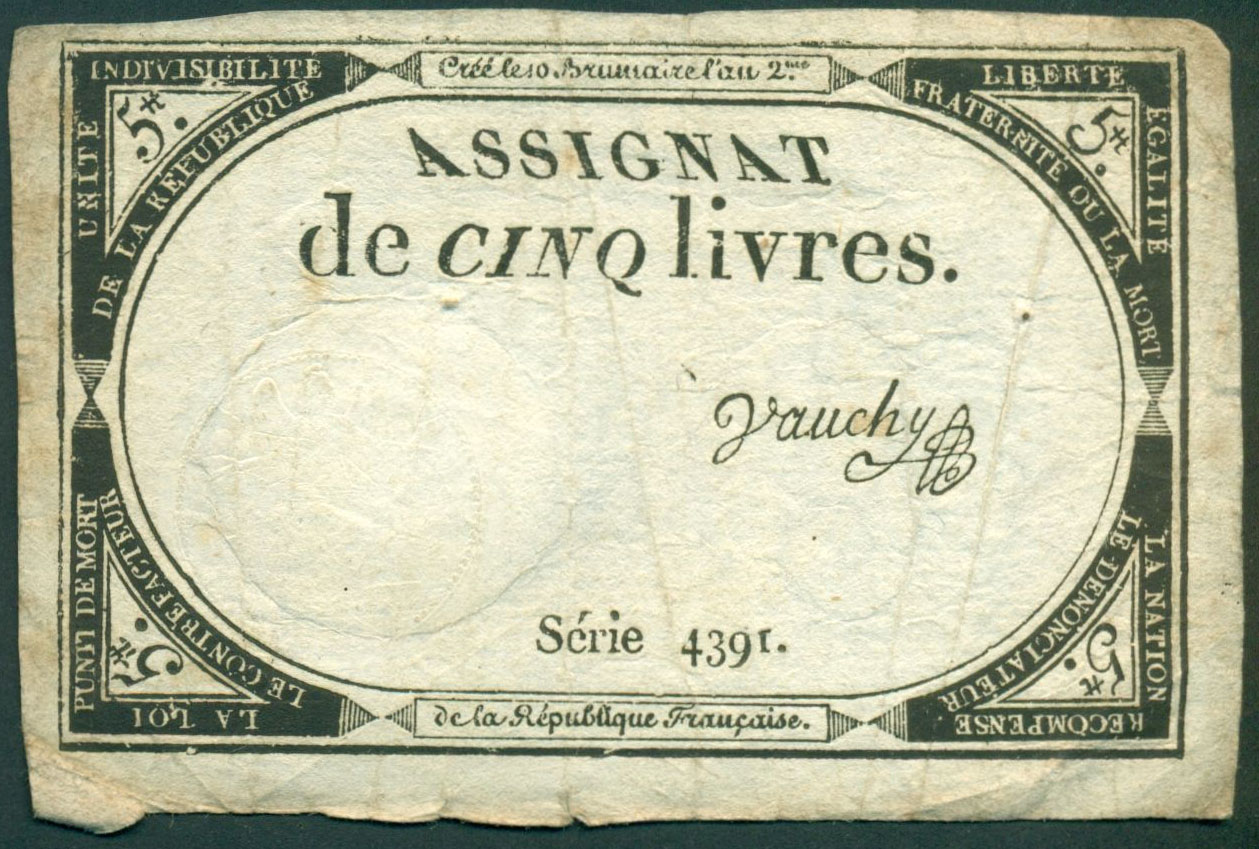 INDIVISIBILITE
UNITE
DE LA REPUBLIQUE
5#.
Créé le 10 Brumaire l'an 2.me
LIBERTE
EGALITE
FRATERNITE OU LA MORT
5#.
ASSIGNAT
de CINQ livres.
Vauchy
Série 4391.
LA LOI
PUNIT DE MORT
LE CONTREFACTEUR
5#.
de la République Française.
LA NATION
RECOMPENSE
LE DENONCIATEUR
5#.